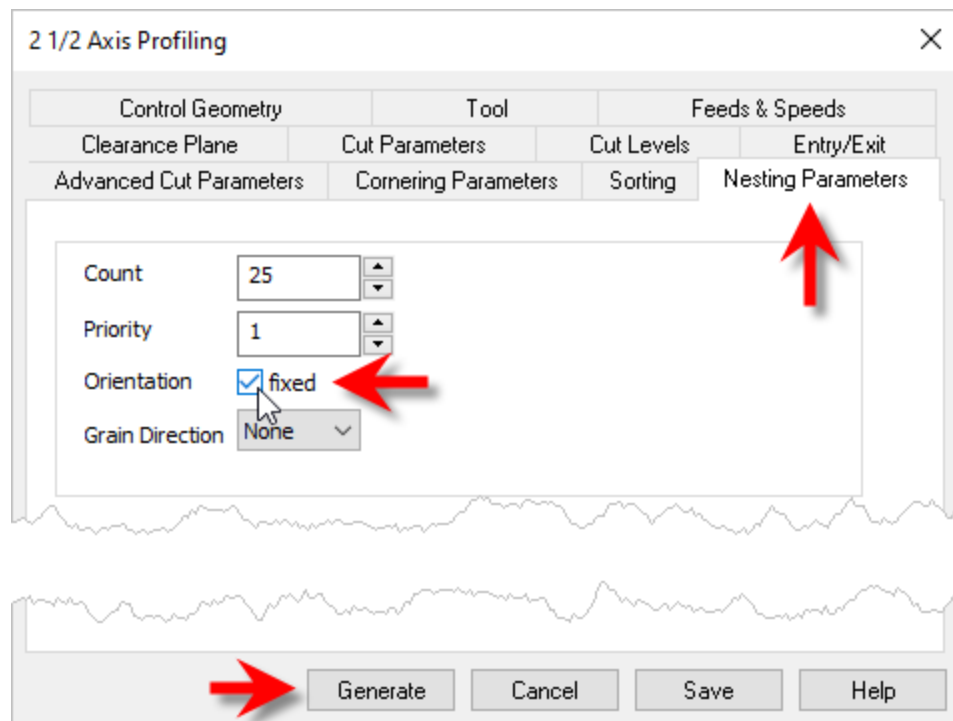 2 1/2 Axis Profiling
Control Geometry Tool Feeds & Speeds
Clearance Plane Cut Parameters Cut Levels Entry/Exit
Advanced Cut Parameters Cornering Parameters Sorting Nesting Parameters
Count 25
Priority 1
Orientation fixed
Grain Direction None
Generate Cancel Save Help